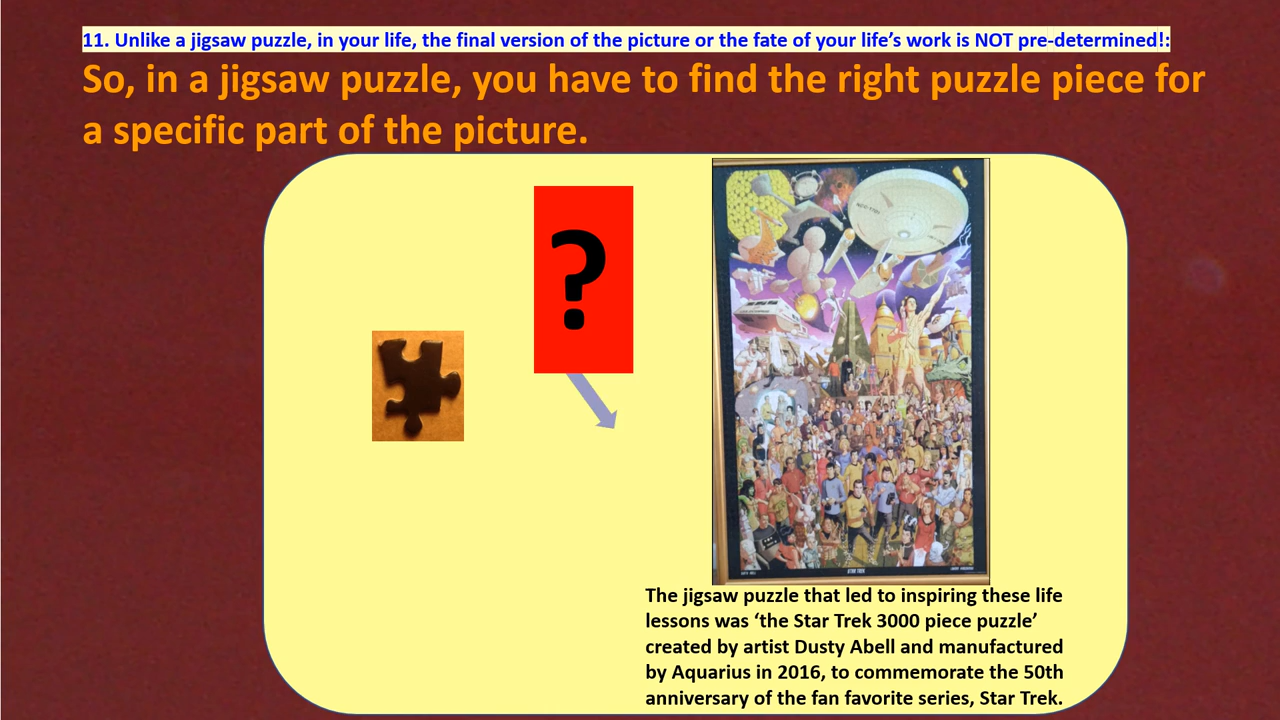 11. Unlike a jigsaw puzzle, in your life, the final version of the picture or the fate of your life’s work is NOT pre-determined!:
So, in a jigsaw puzzle, you have to find the right puzzle piece for
a specific part of the picture.
?
The jigsaw puzzle that led to inspiring these life
lessons was ‘the Star Trek 3000 piece puzzle’
created by artist Dusty Abell and manufactured
by Aquarius in 2016, to commemorate the 50th
anniversary of the fan favorite series, Star Trek.